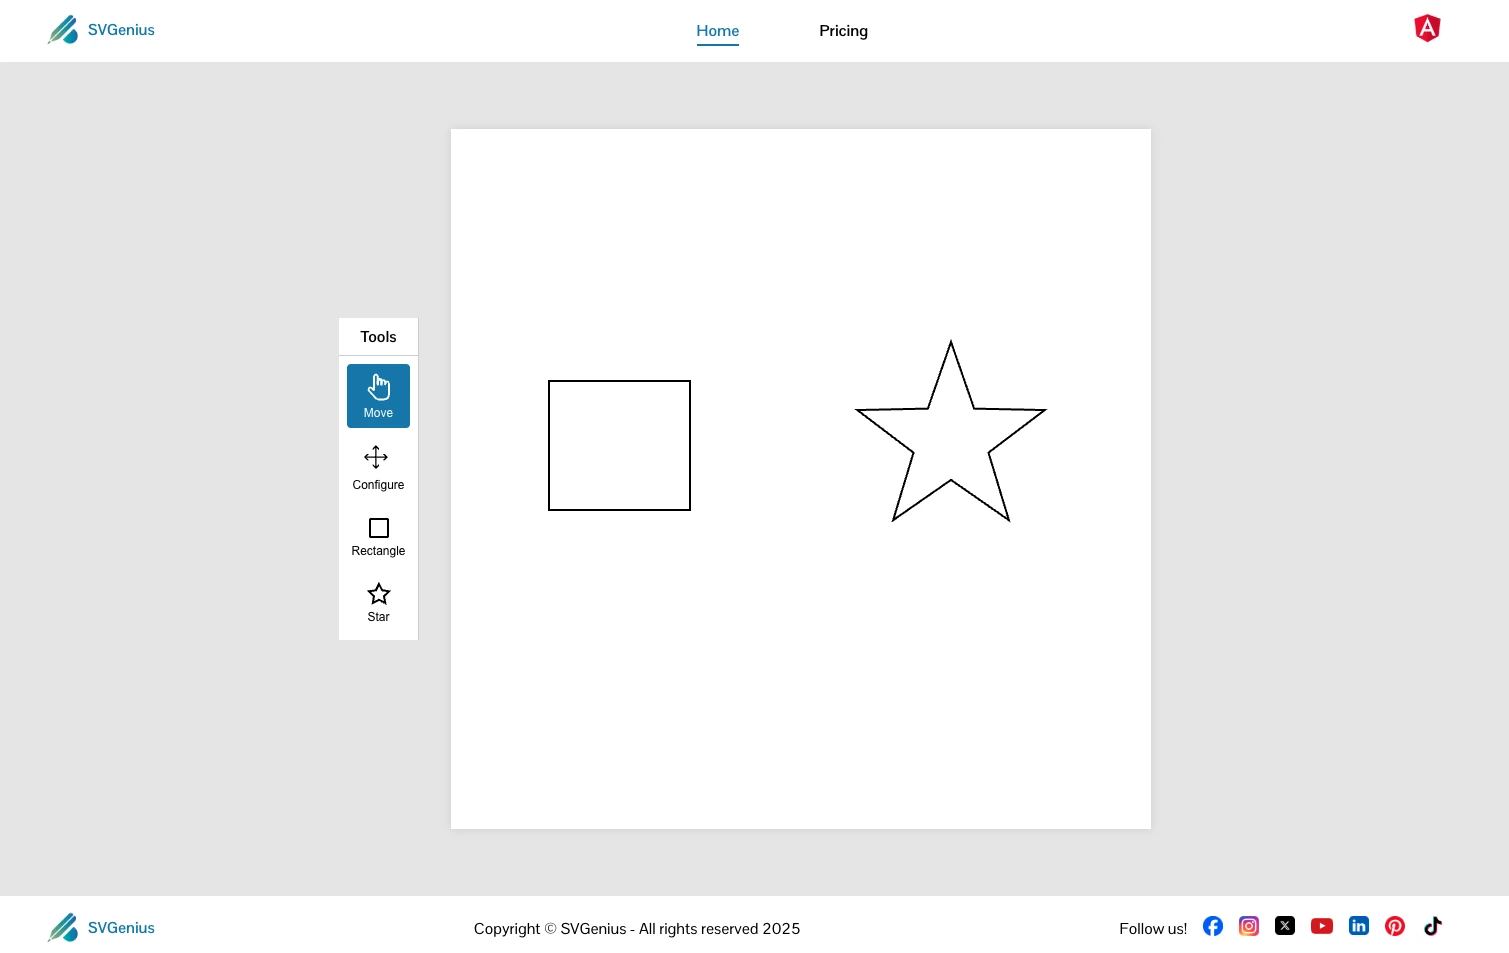 SVGenius
Home
Pricing
Tools
Move
Configure
Rectangle
Star
SVGenius
Copyright © SVGenius - All rights reserved 2025
Follow us!